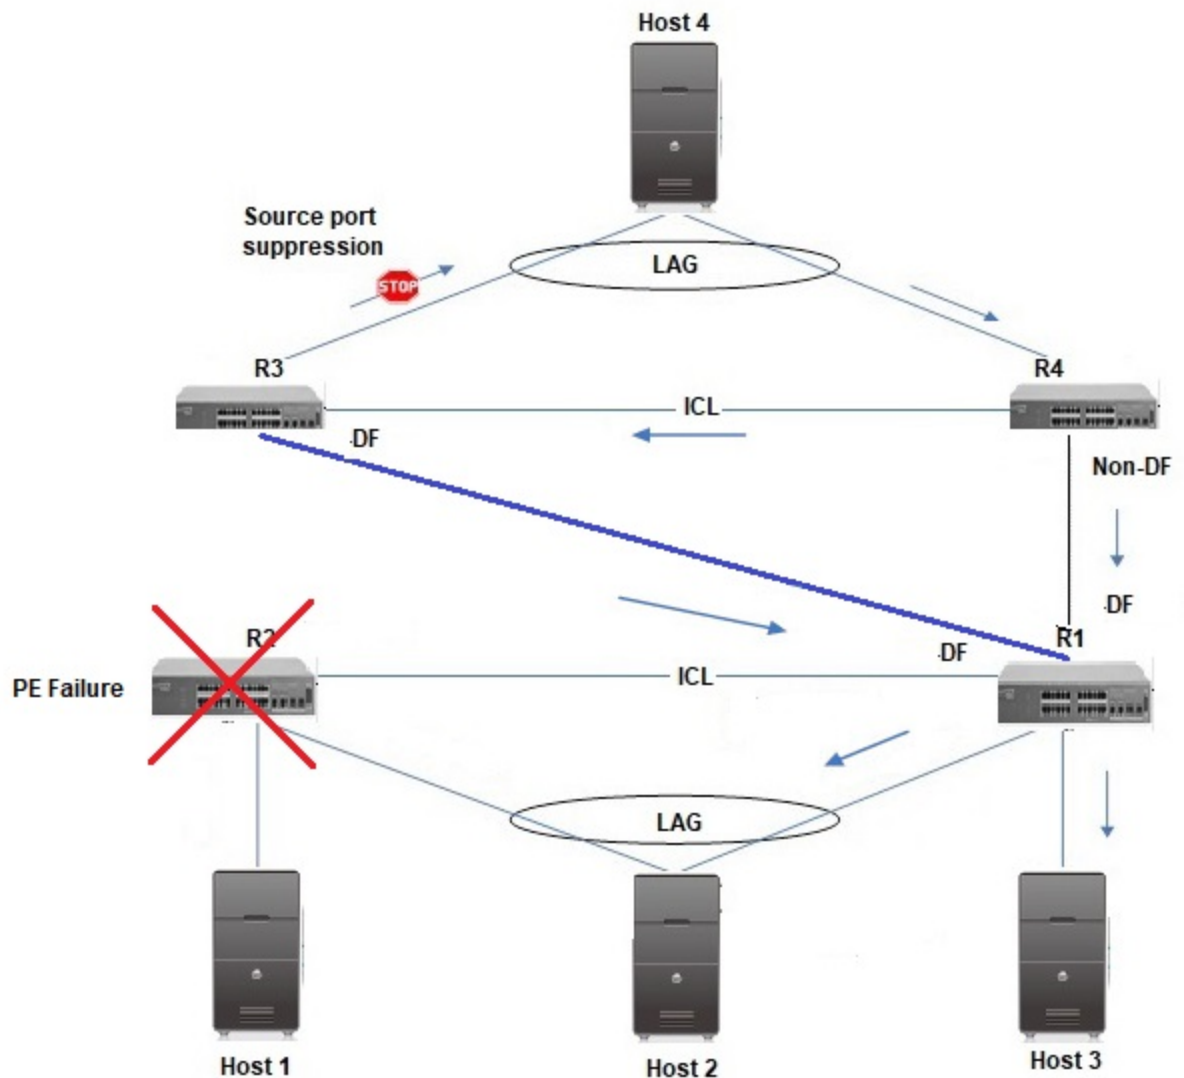 Host 4
Source port
suppression
STOP
LAG
R3
R4
ICL
DF
Non-DF
DF
R2
R1
DF
PE Failure
ICL
LAG
Host 1
Host 2
Host 3